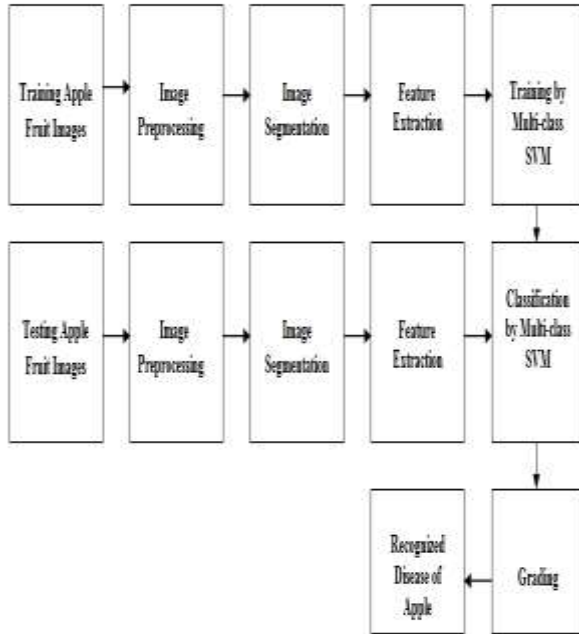 Training Apple
Fruit Images
Image
Preprocessing
Image
Segmentation
Feature
Extraction
Training by
Multi-class
SVM
Testing Apple
Fruit Images
Image
Preprocessing
Image
Segmentation
Feature
Extraction
Classification
by Multi-class
SVM
Recognized
Disease of
Apple
Grading